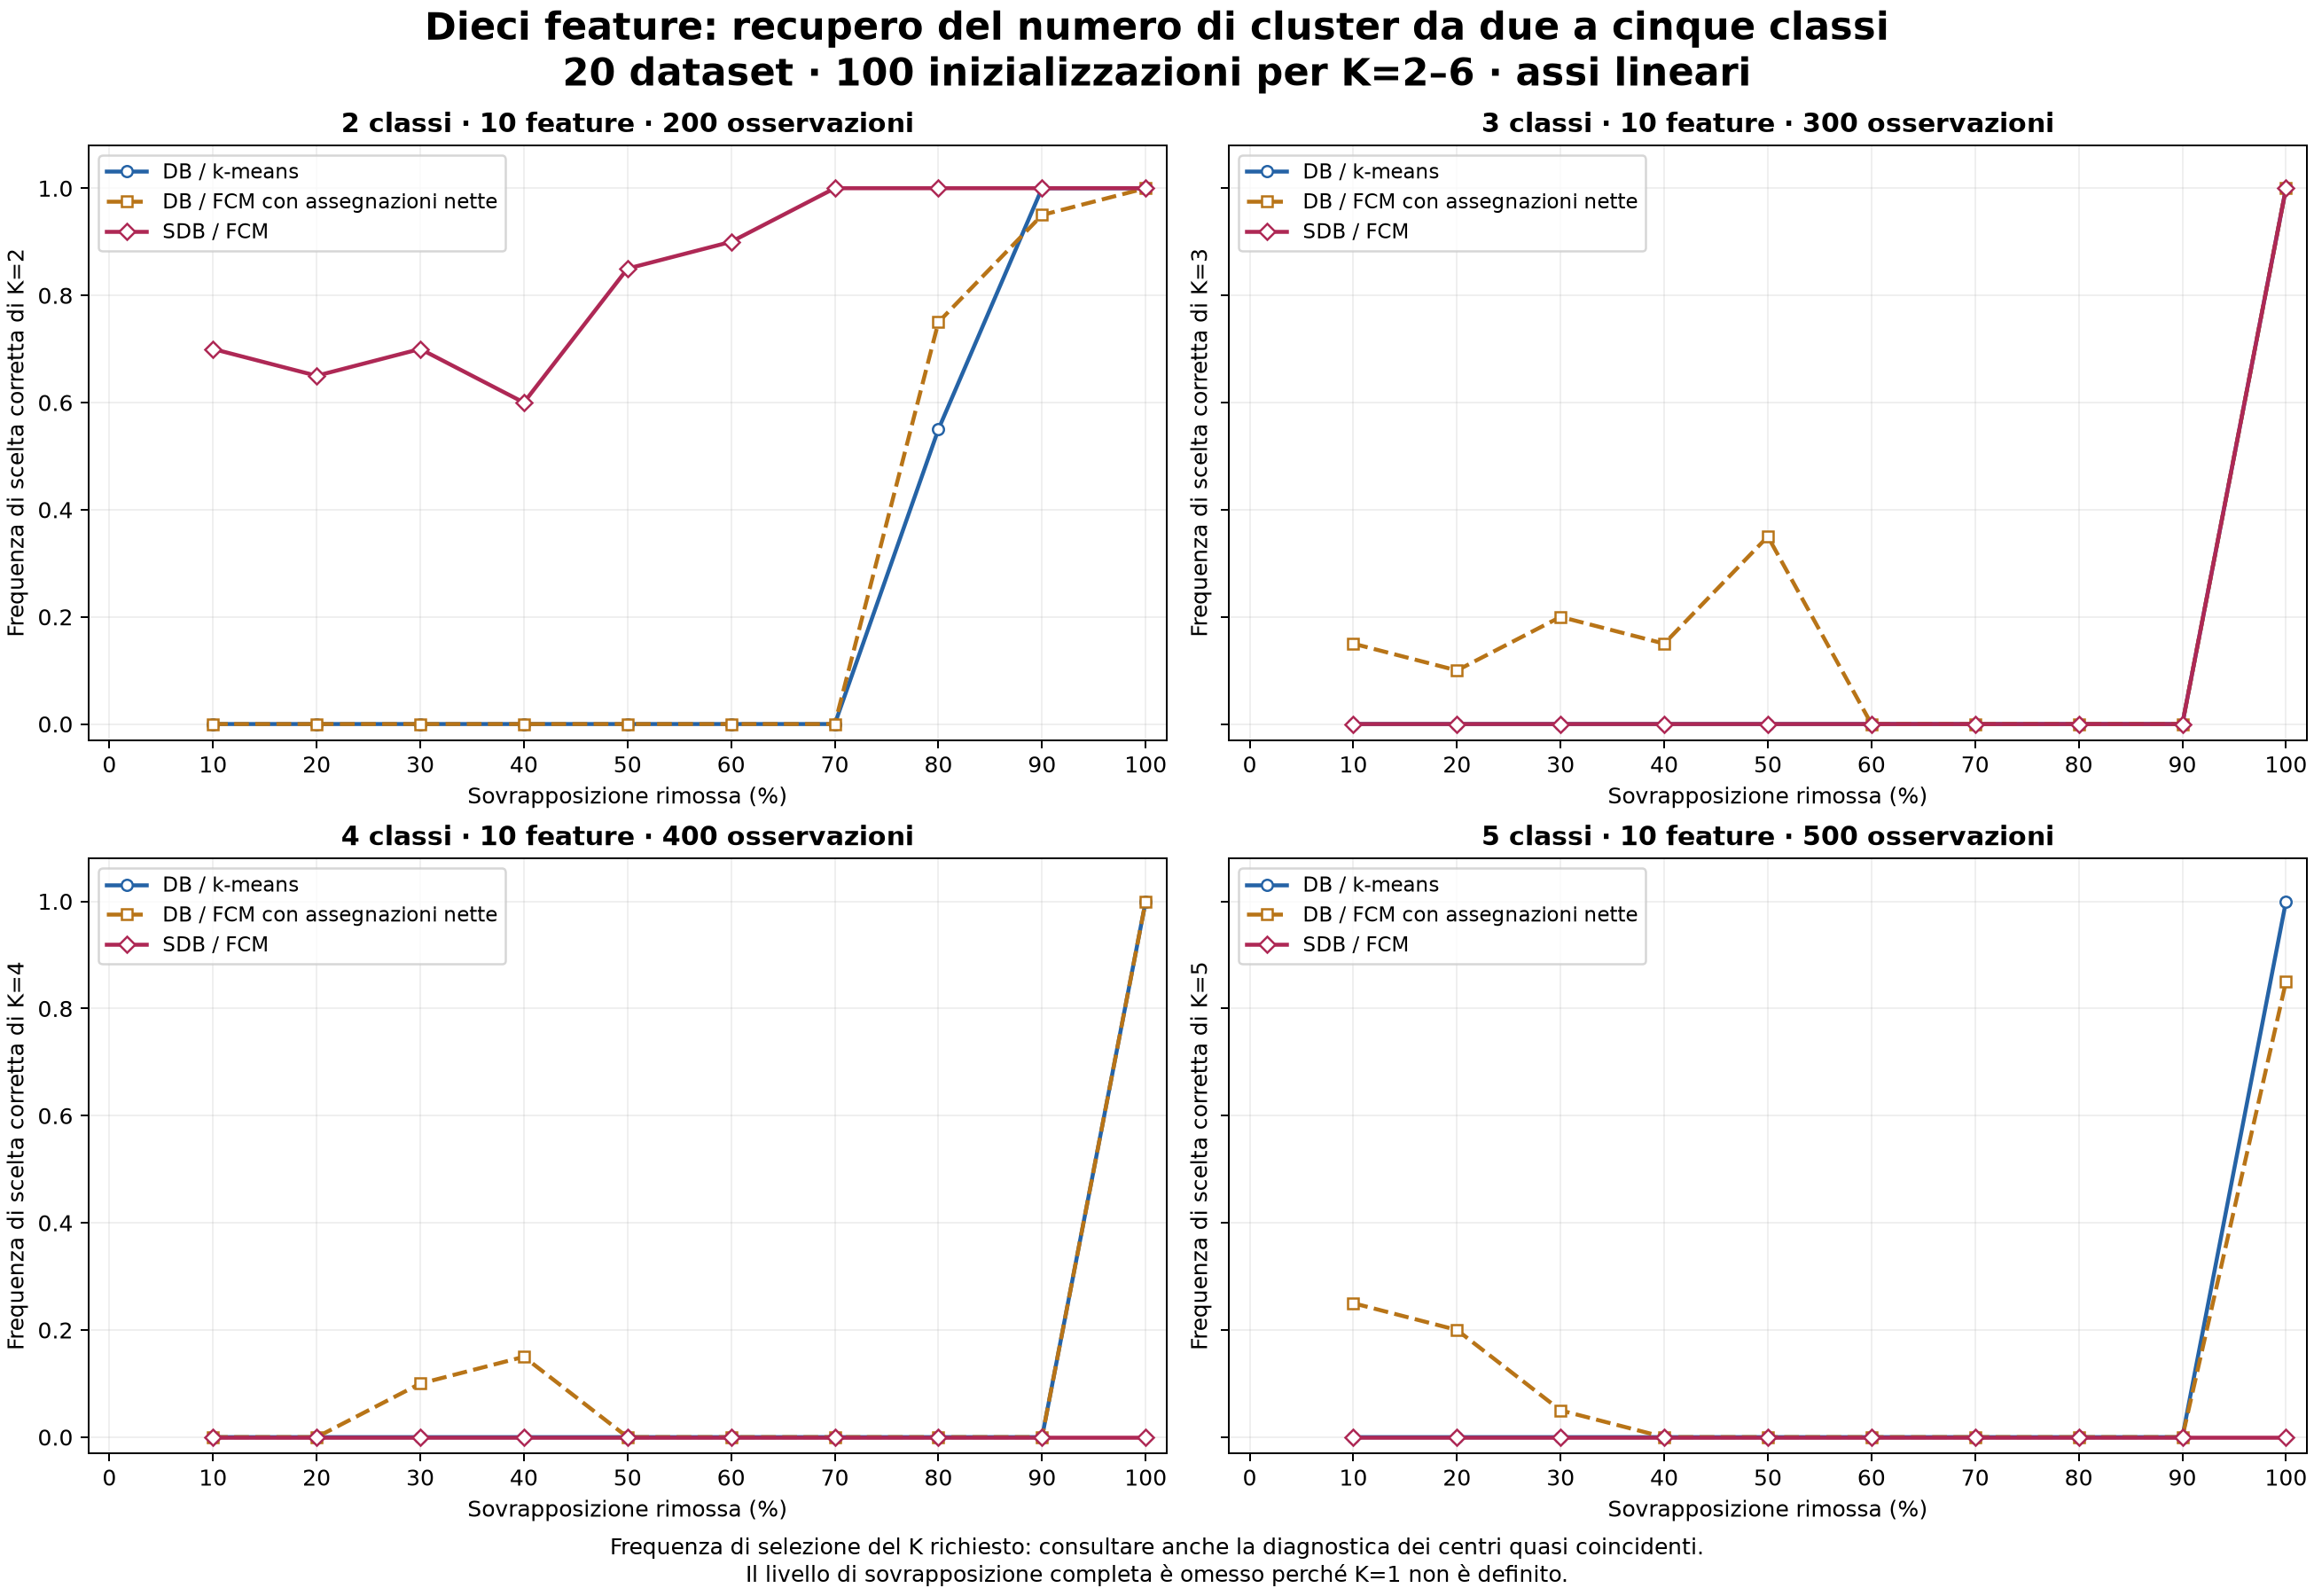 Dieci feature: recupero del numero di cluster da due a cinque classi
20 dataset · 100 inizializzazioni per K=2–6 · assi lineari
2 classi · 10 feature · 200 osservazioni
DB / k-means
DB / FCM con assegnazioni nette
SDB / FCM
Frequenza di scelta corretta di K=2
1.0
0.8
0.6
0.4
0.2
0.0
0 10 20 30 40 50 60 70 80 90 100
Sovrapposizione rimossa (%)
3 classi · 10 feature · 300 osservazioni
DB / k-means
DB / FCM con assegnazioni nette
SDB / FCM
Frequenza di scelta corretta di K=3
0 10 20 30 40 50 60 70 80 90 100
Sovrapposizione rimossa (%)
4 classi · 10 feature · 400 osservazioni
DB / k-means
DB / FCM con assegnazioni nette
SDB / FCM
Frequenza di scelta corretta di K=4
1.0
0.8
0.6
0.4
0.2
0.0
0 10 20 30 40 50 60 70 80 90 100
Sovrapposizione rimossa (%)
5 classi · 10 feature · 500 osservazioni
DB / k-means
DB / FCM con assegnazioni nette
SDB / FCM
Frequenza di scelta corretta di K=5
0 10 20 30 40 50 60 70 80 90 100
Sovrapposizione rimossa (%)
Frequenza di selezione del K richiesto: consultare anche la diagnostica dei centri quasi coincidenti.
Il livello di sovrapposizione completa è omesso perché K=1 non è definito.